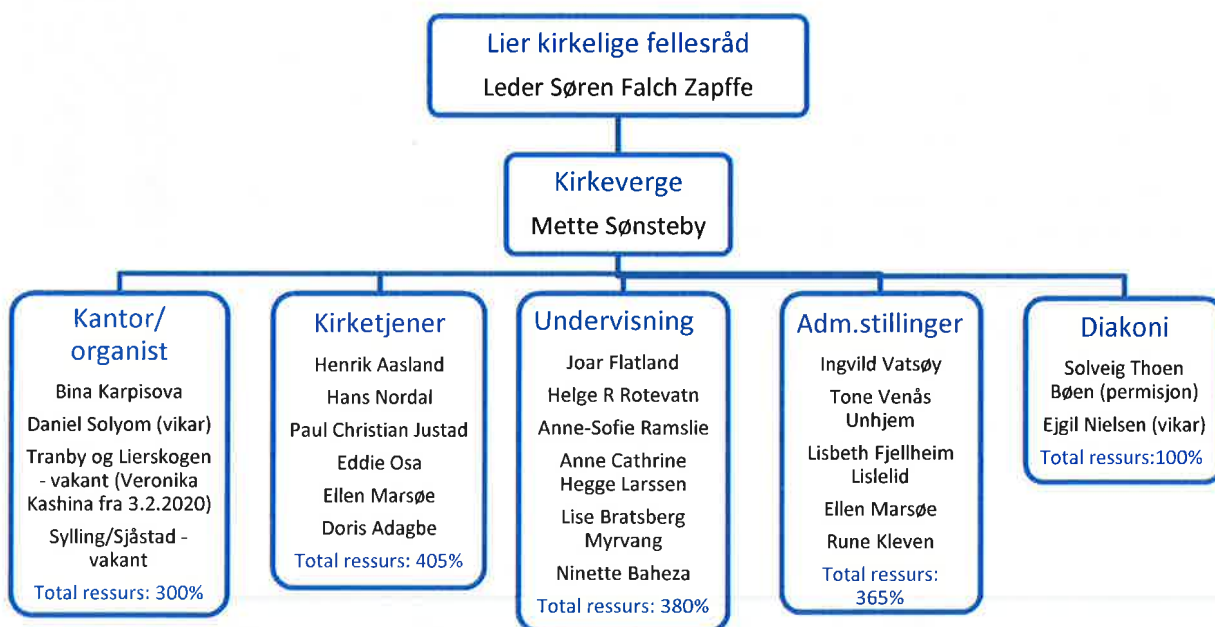 Lier kirkelige fellesråd
Leder Søren Falch Zapffe
Kirkeverge
Mette Sønsteby
Kantor/
organist
Bina Karpisova
Daniel Solyom (vikar)
Tranby og Lierskogen
- vakant (Veronika
Kashina fra 3.2.2020)
Sylling/Sjåstad -
vakant
Total ressurs: 300%
Kirketjener
Henrik Aasland
Hans Nordal
Paul Christian Justad
Eddie Osa
Ellen Marsøe
Doris Adagbe
Total ressurs: 405%
Undervisning
Joar Flatland
Helge R Rotevatn
Anne-Sofie Ramslie
Anne Cathrine
Hegge Larssen
Lise Bratsberg
Myrvang
Ninette Baheza
Total ressurs: 380%
Adm.stillinger
Ingvild Vatsøy
Tone Venås
Unhjem
Lisbeth Fjellheim
Lislelid
Ellen Marsøe
Rune Kleven
Total ressurs:
365%
Diakoni
Solveig Thoen
Bøen (permisjon)
Ejgil Nielsen (vikar)
Total ressurs:100%